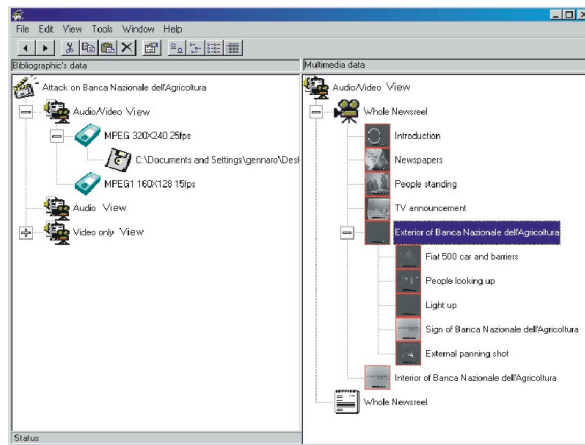 File Edit View Tools Window Help
Bibliographic's data
Attack on Banca Nazionale dell'Agricoltura
Audio/Video View
MPEG 320X240 25fps
C:\Documents and Settings\gennaro\Desl
MPEG1 160X128 15fps
Audio View
Video only View
Status
Multimedia data
Audio/Video View
Whole Newsreel
Introduction
Newspapers
People standing
TV announcement
Exterior of Banca Nazionale dell'Agricoltura
Fiat 500 car and barriers
People looking up
Light up
Sign of Banca Nazionale dell'Agricoltura
External panning shot
Interior of Banca Nazionale dell'Agricoltura
Whole Newsreel